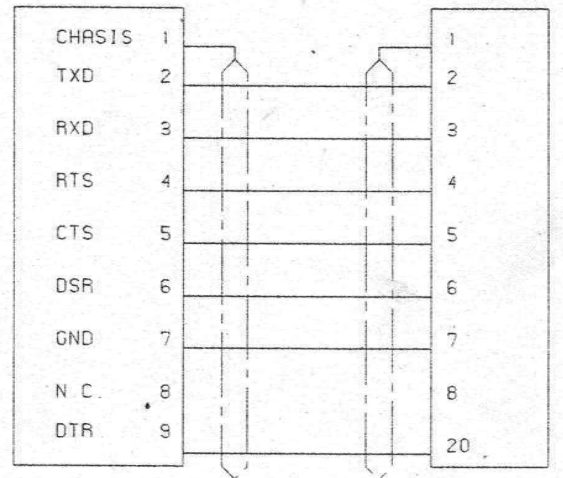 CHASIS 1 1
TXD 2 2
RXD 3 3
RTS 4 4
CTS 5 5
DSR 6 6
GND 7 7
N.C. 8 8
DTR 9 20